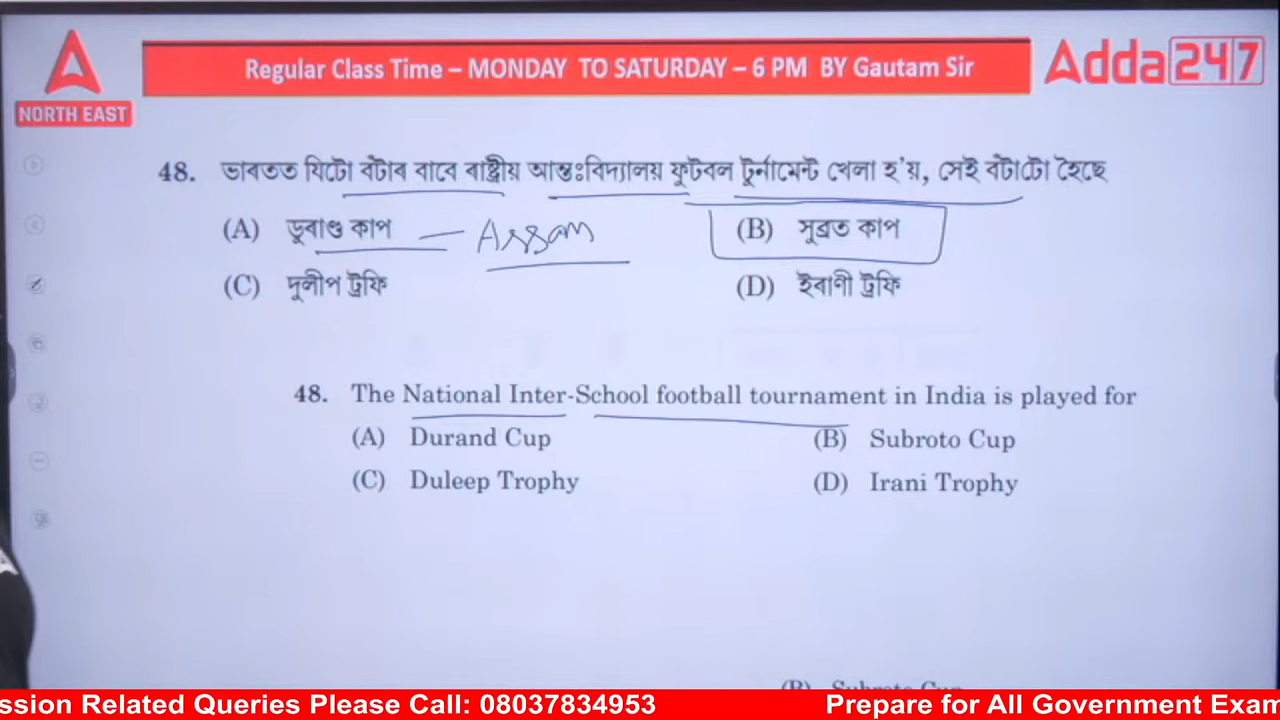 Regular Class Time – MONDAY TO SATURDAY – 6 PM BY Gautam Sir
Adda247
NORTH EAST
48. ভাৰতত যিটো বঁটাৰ বাবে ৰাষ্ট্ৰীয় আন্তঃবিদ্যালয় ফুটবল টুৰ্নামেন্ট খেলা হ'য়, সেই বঁটাটো হৈছে
(A) ডুৰাণ্ড কাপ – Assam
(B) সুব্ৰত কাপ
(C) দুলীপ ট্ৰফি
(D) ইৰাণী ট্ৰফি
48. The National Inter-School football tournament in India is played for
(A) Durand Cup
(B) Subroto Cup
(C) Duleep Trophy
(D) Irani Trophy
(B) Subroto Cup
ssion Related Queries Please Call: 08037834953 Prepare for All Government Exam